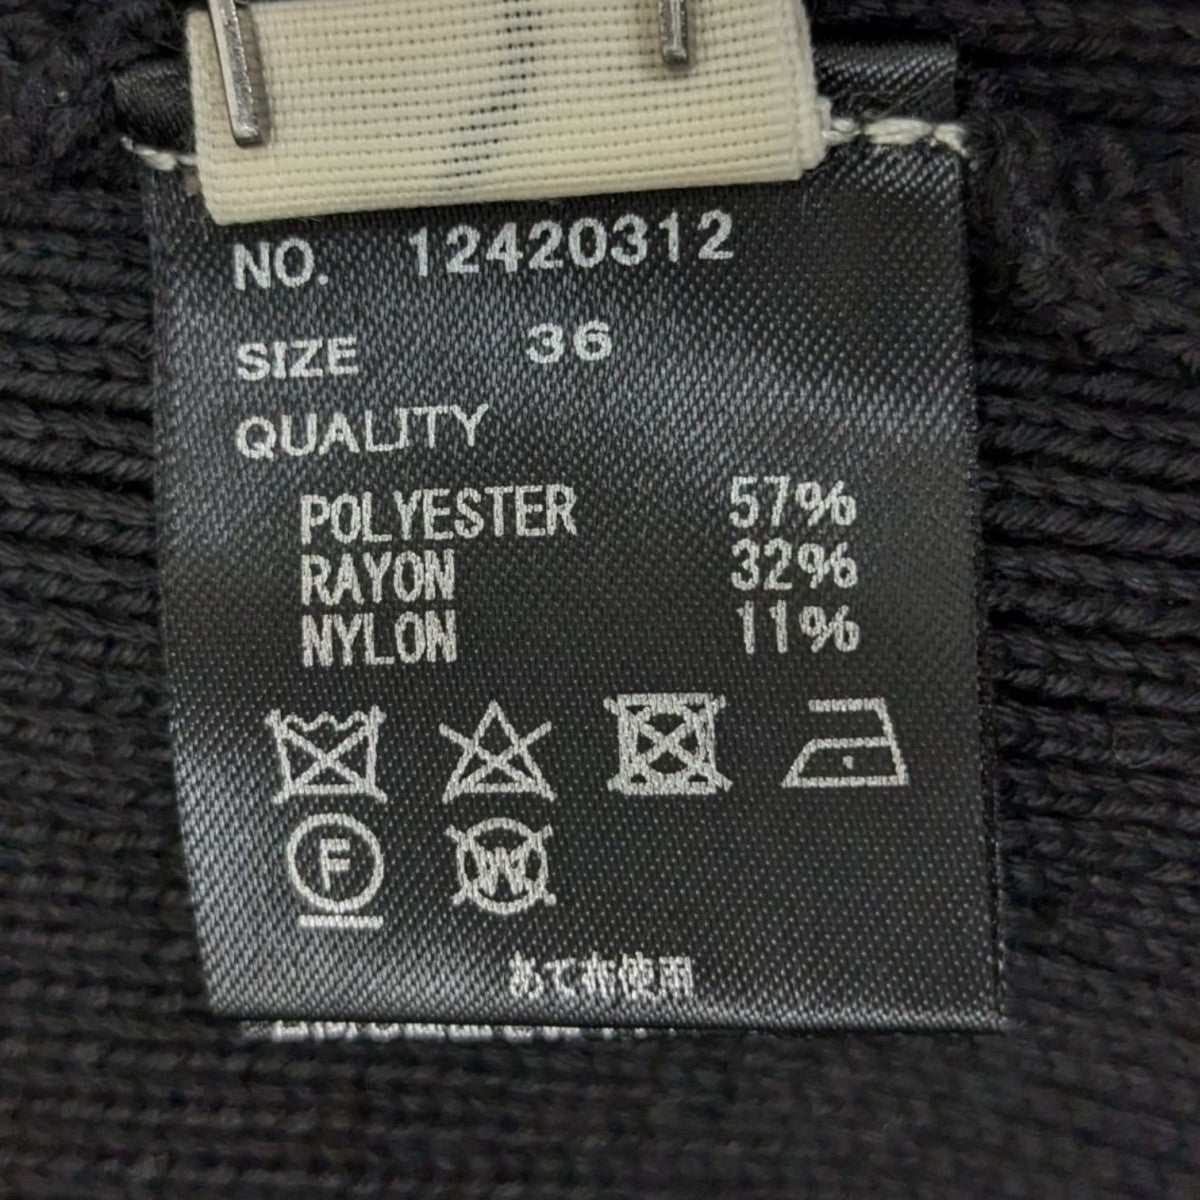 NO. 12420312
SIZE 36
QUALITY
POLYESTER 57%
RAYON 32%
NYLON 11%
F W
あて布使用